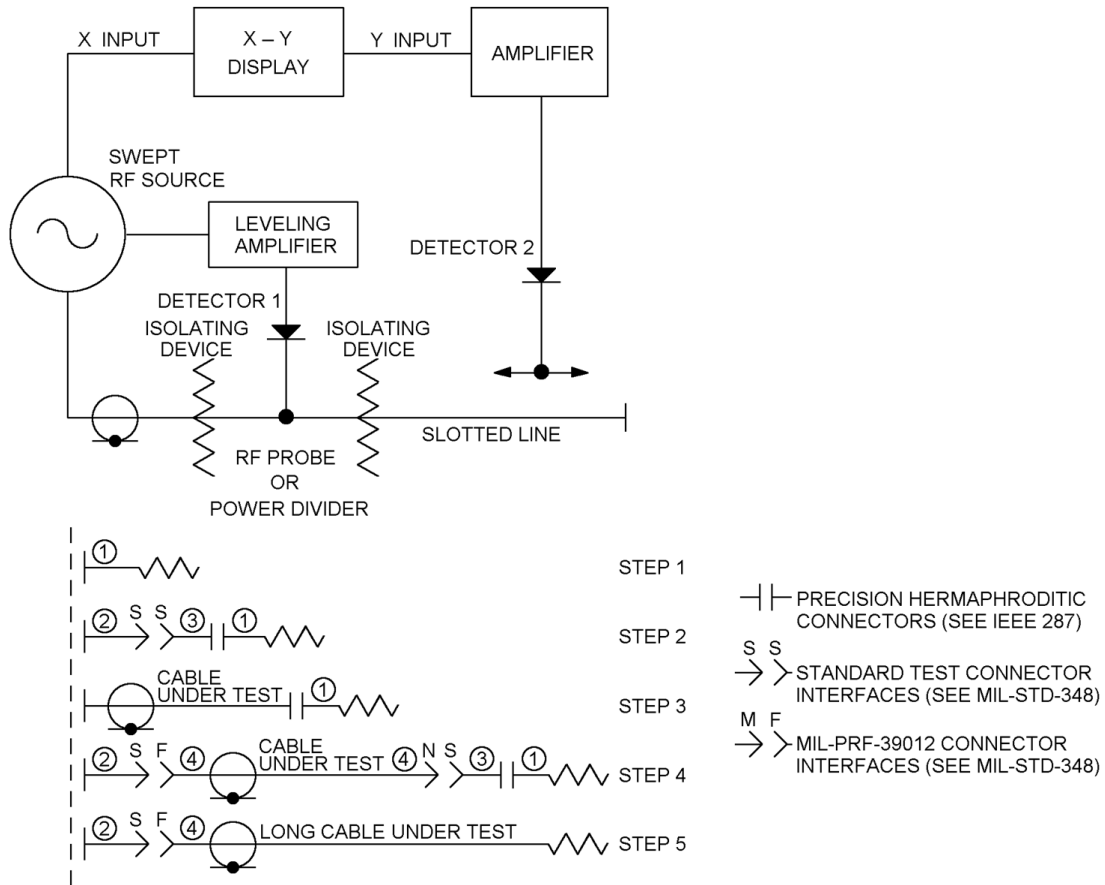 X INPUT
X – Y
DISPLAY
Y INPUT
AMPLIFIER
SWEPT
RF SOURCE
LEVELING
AMPLIFIER
DETECTOR 2
DETECTOR 1
ISOLATING
DEVICE
ISOLATING
DEVICE
SLOTTED LINE
RF PROBE
OR
POWER DIVIDER
1
STEP 1
2 S S 3 1
STEP 2
CABLE
UNDER TEST
1
STEP 3
2 S F 4
CABLE
UNDER TEST
4 N S 3 1
STEP 4
2 S F 4
LONG CABLE UNDER TEST
STEP 5
PRECISION HERMAPHRODITIC
CONNECTORS (SEE IEEE 287)
S S
STANDARD TEST CONNECTOR
INTERFACES (SEE MIL-STD-348)
M F
MIL-PRF-39012 CONNECTOR
INTERFACES (SEE MIL-STD-348)